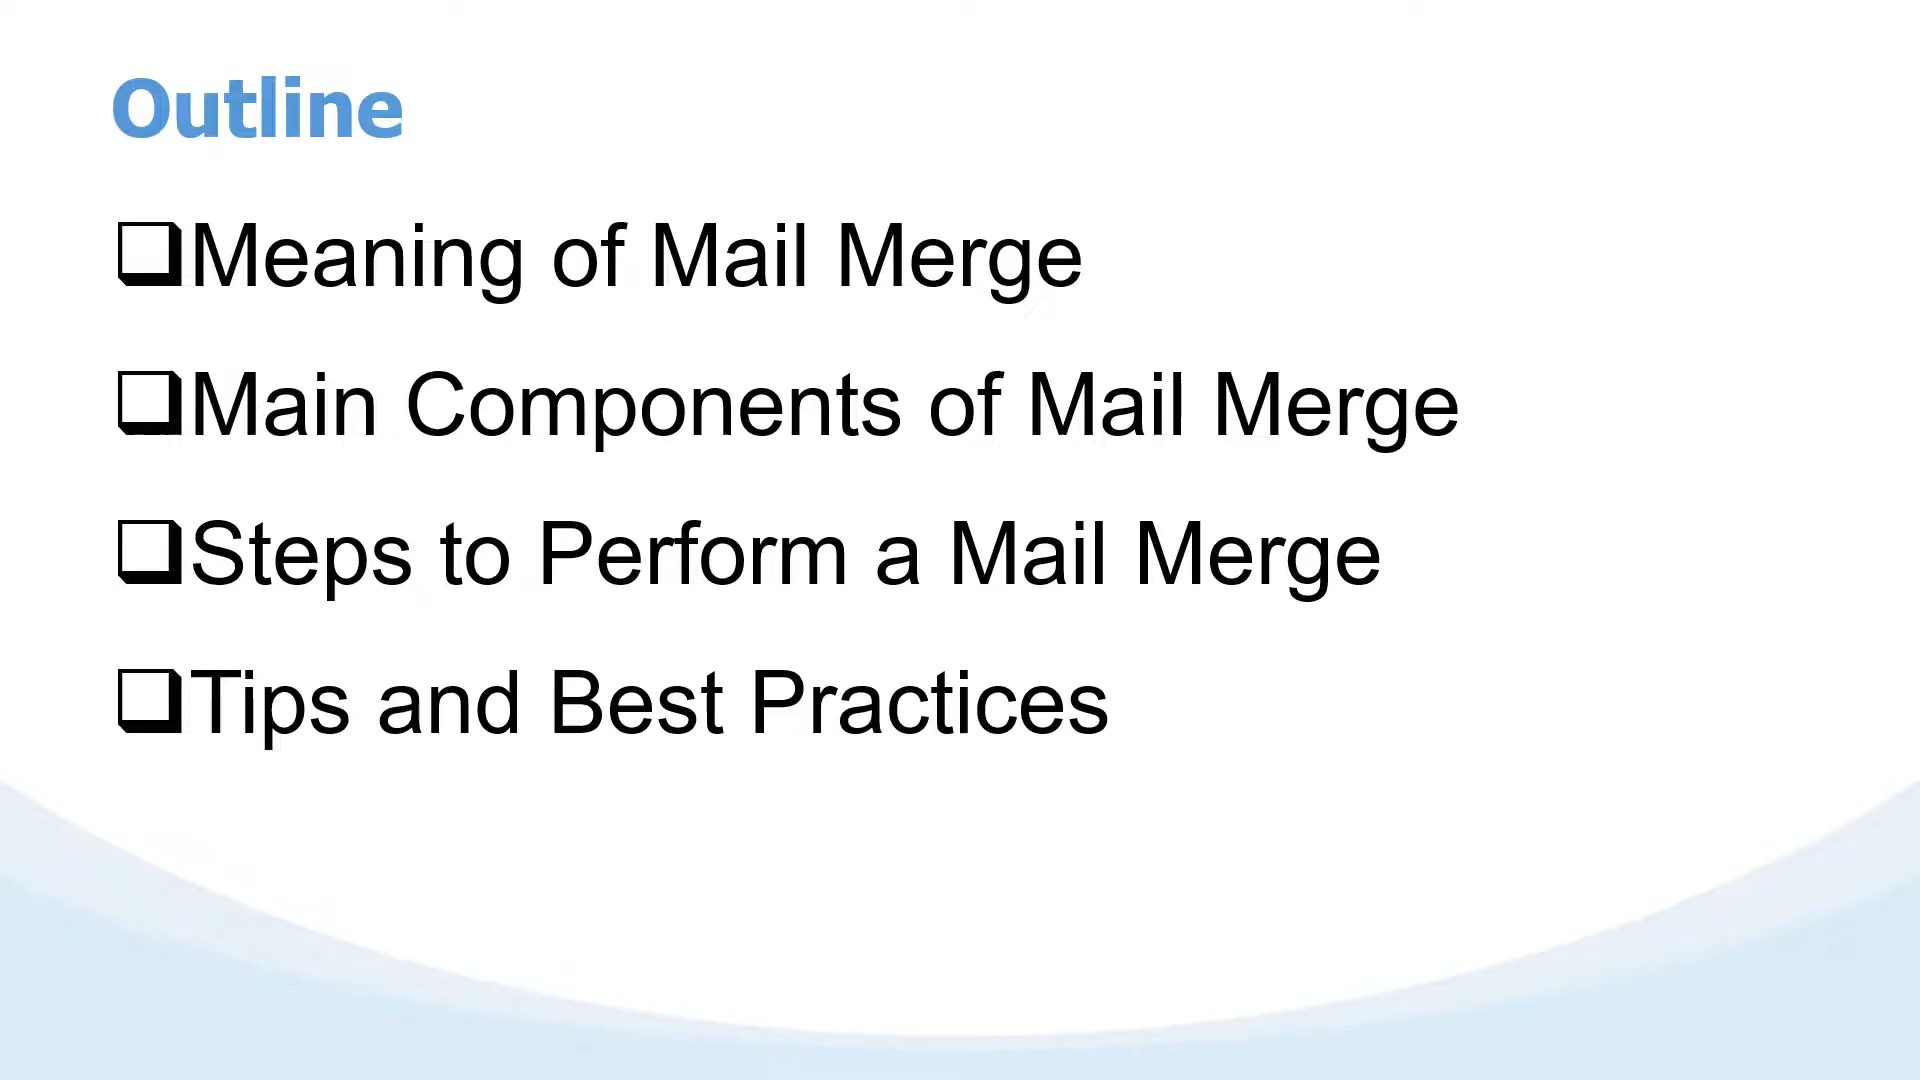 Outline
❑Meaning of Mail Merge
❑Main Components of Mail Merge
❑Steps to Perform a Mail Merge
❑Tips and Best Practices